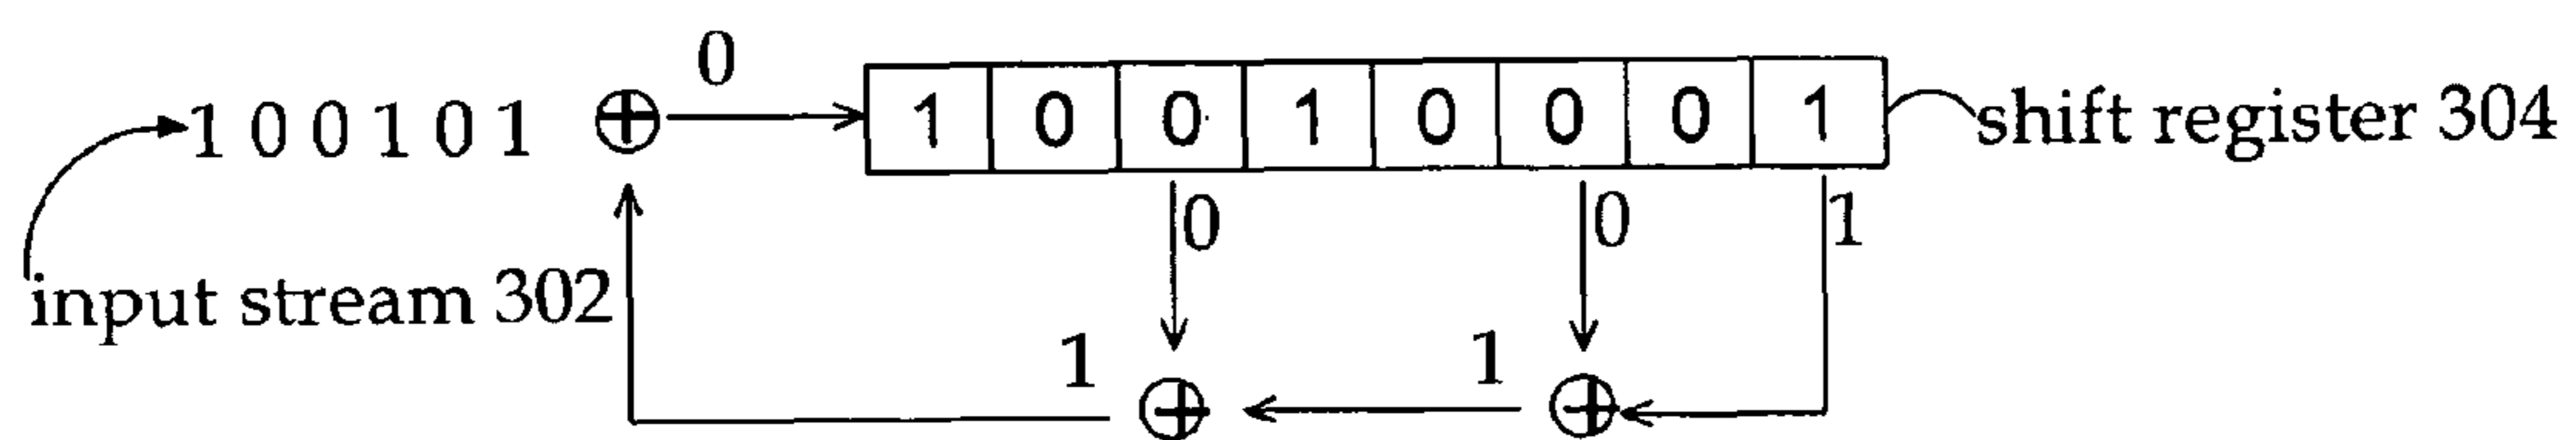 0
1 0 0 1 0 1 ⊕ 1 0 0 1 0 0 0 1 shift register 304
0 0 1
input stream 302
1 1